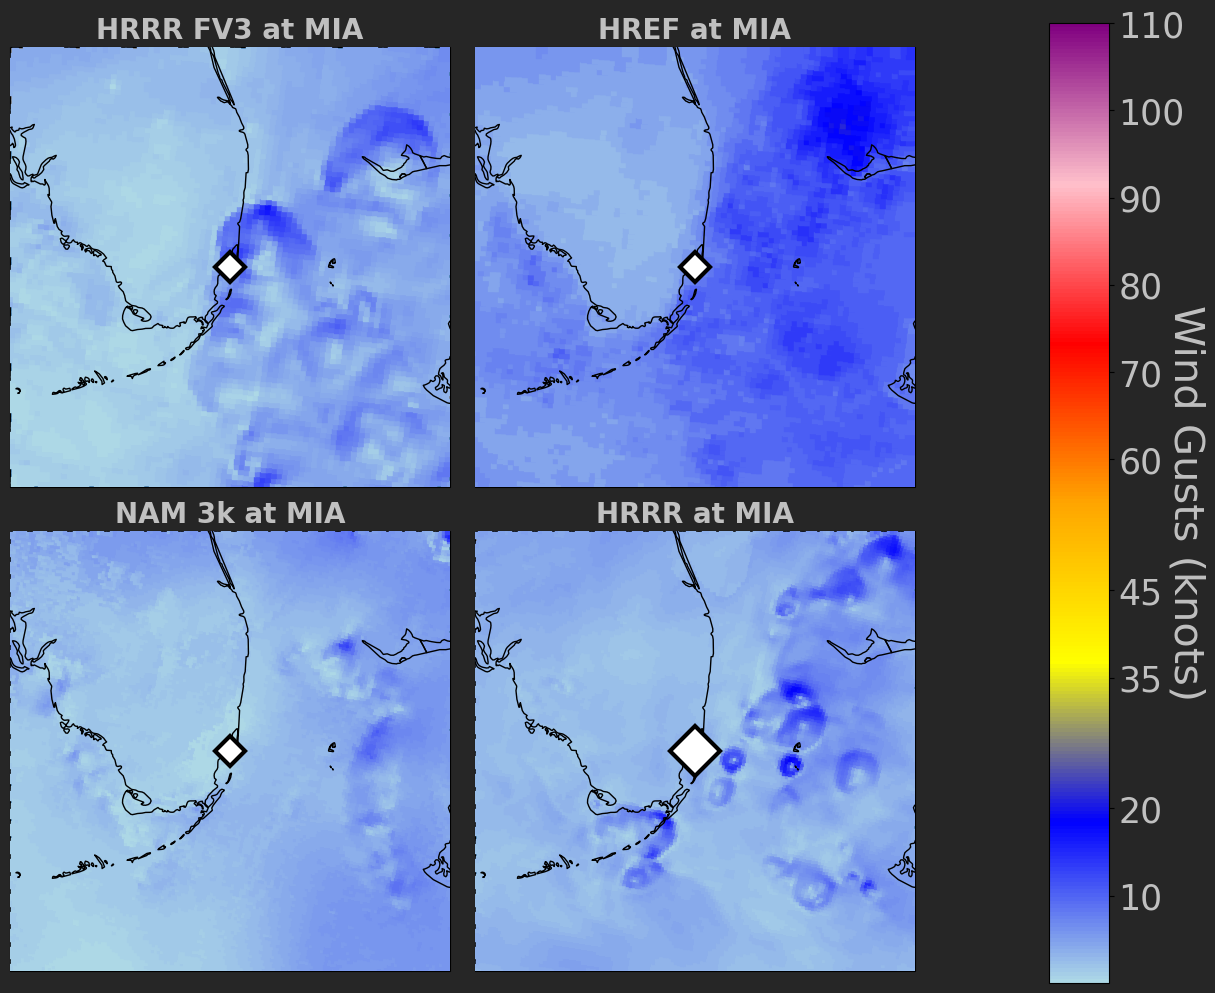 HRRR FV3 at MIA
HREF at MIA
NAM 3k at MIA
HRRR at MIA
110
100
90
80
70
60
45
35
20
10
Wind Gusts (knots)